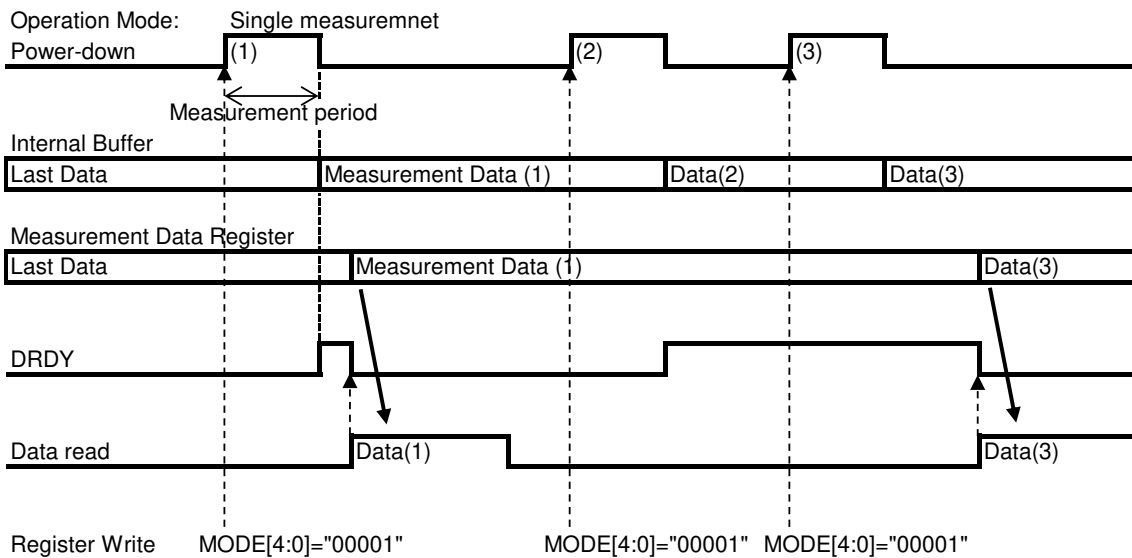 Operation Mode: Single measuremnet
Power-down (1) (2) (3)
Measurement period
Internal Buffer
Last Data Measurement Data (1) Data(2) Data(3)
Measurement Data Register
Last Data Measurement Data (1) Data(3)
DRDY
Data read Data(1) Data(3)
Register Write MODE[4:0]="00001" MODE[4:0]="00001" MODE[4:0]="00001"